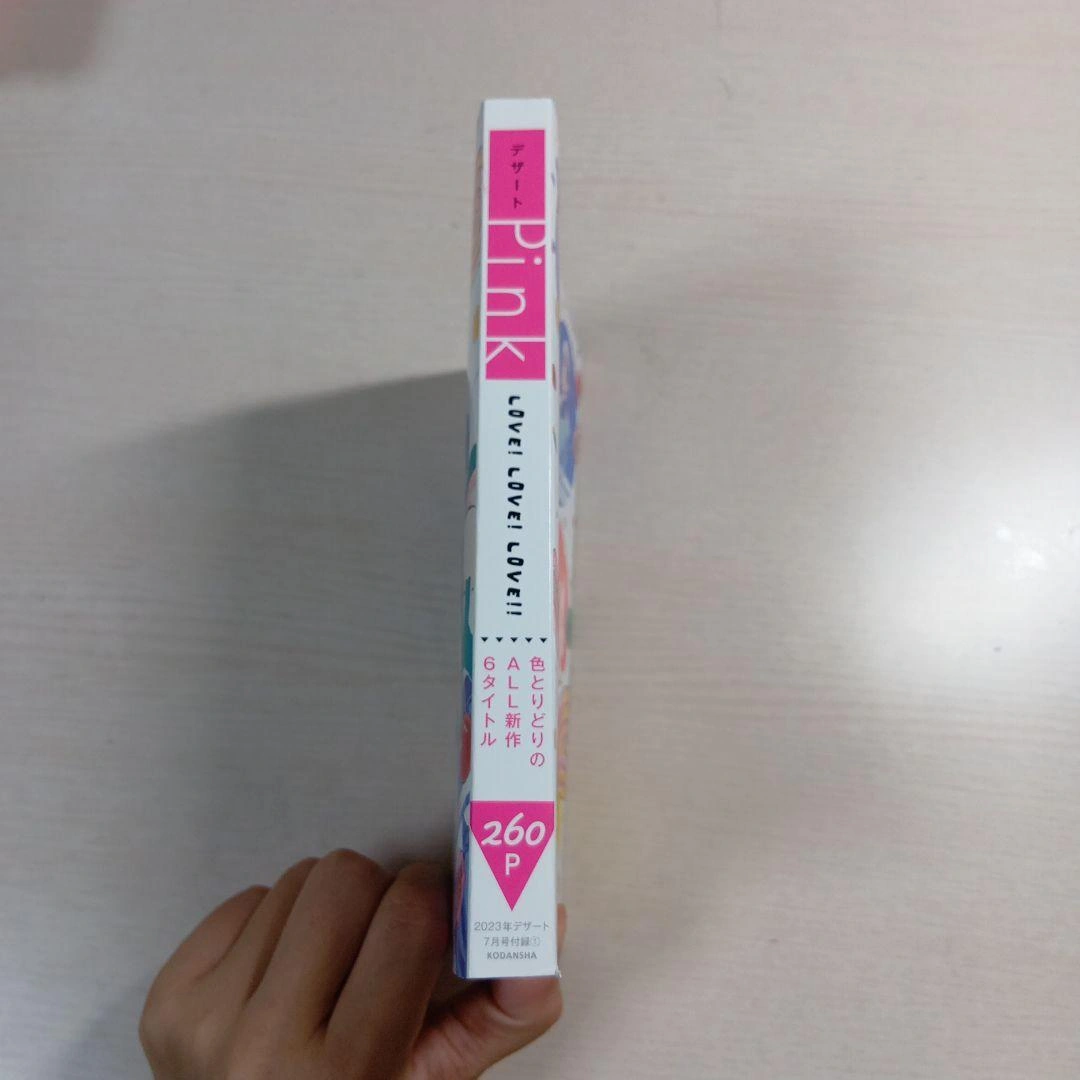 デザート
Pink
LOVE! LOVE! LOVE!!
色とりどりの
ALL新作
6タイトル
260
P
2023年デザート
7月号付録①
KODANSHA